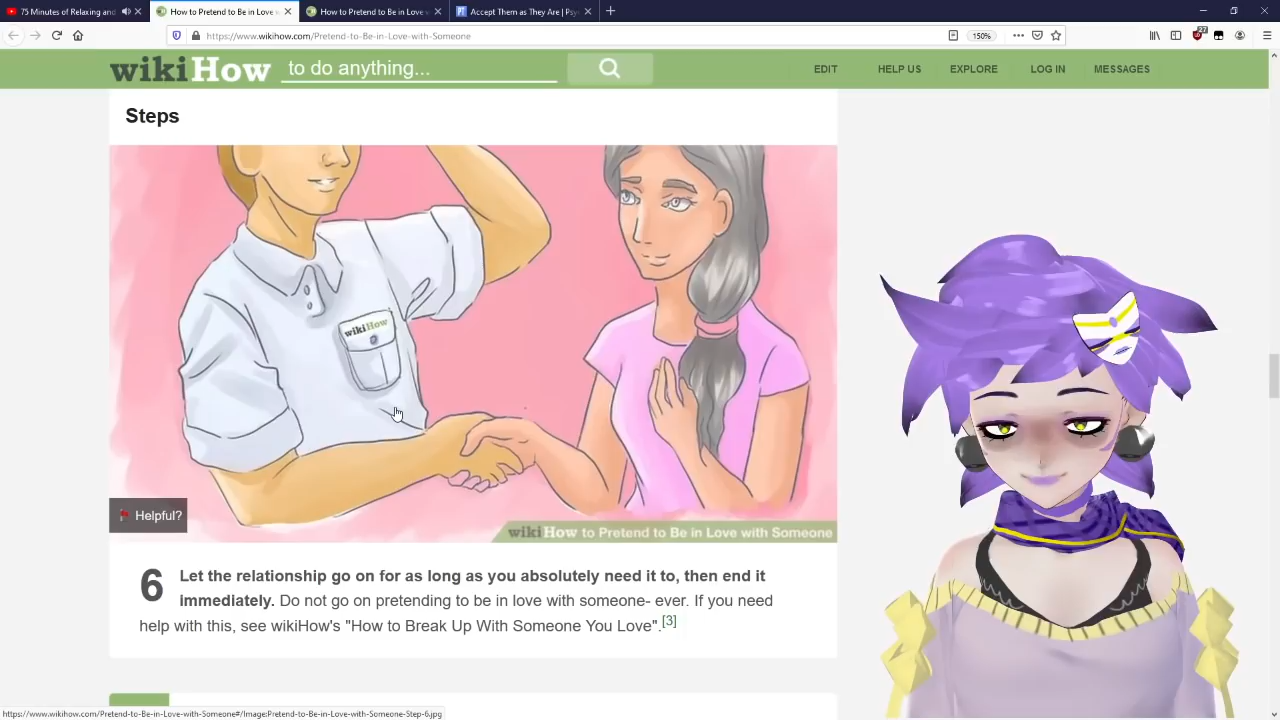 75 Minutes of Relaxing and
How to Pretend to Be in Love
How to Pretend to Be in Love w
Accept Them as They Are | Psy
https://www.wikihow.com/Pretend-to-Be-in-Love-with-Someone
150%
wikiHow to do anything...
EDIT HELP US EXPLORE LOG IN MESSAGES
Steps
wikiHow
Helpful?
wikiHow to Pretend to Be in Love with Someone
6 Let the relationship go on for as long as you absolutely need it to, then end it
immediately. Do not go on pretending to be in love with someone- ever. If you need
help with this, see wikiHow's "How to Break Up With Someone You Love".[3]
https://www.wikihow.com/Pretend-to-Be-in-Love-with-Someone#/Image:Pretend-to-Be-in-Love-with-Someone-Step-6.jpg